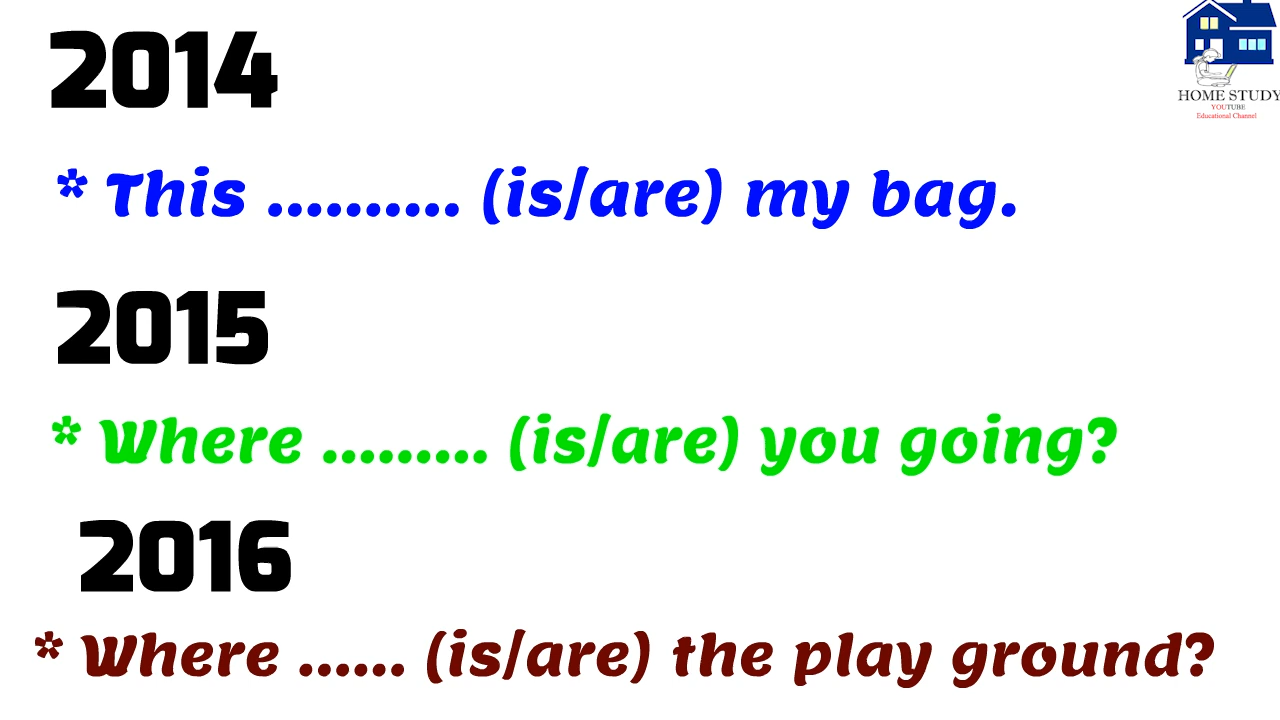 2014
HOME STUDY
YOUTUBE
Educational Channel
* This .......... (is/are) my bag.
2015
* Where ......... (is/are) you going?
2016
* Where ...... (is/are) the play ground?